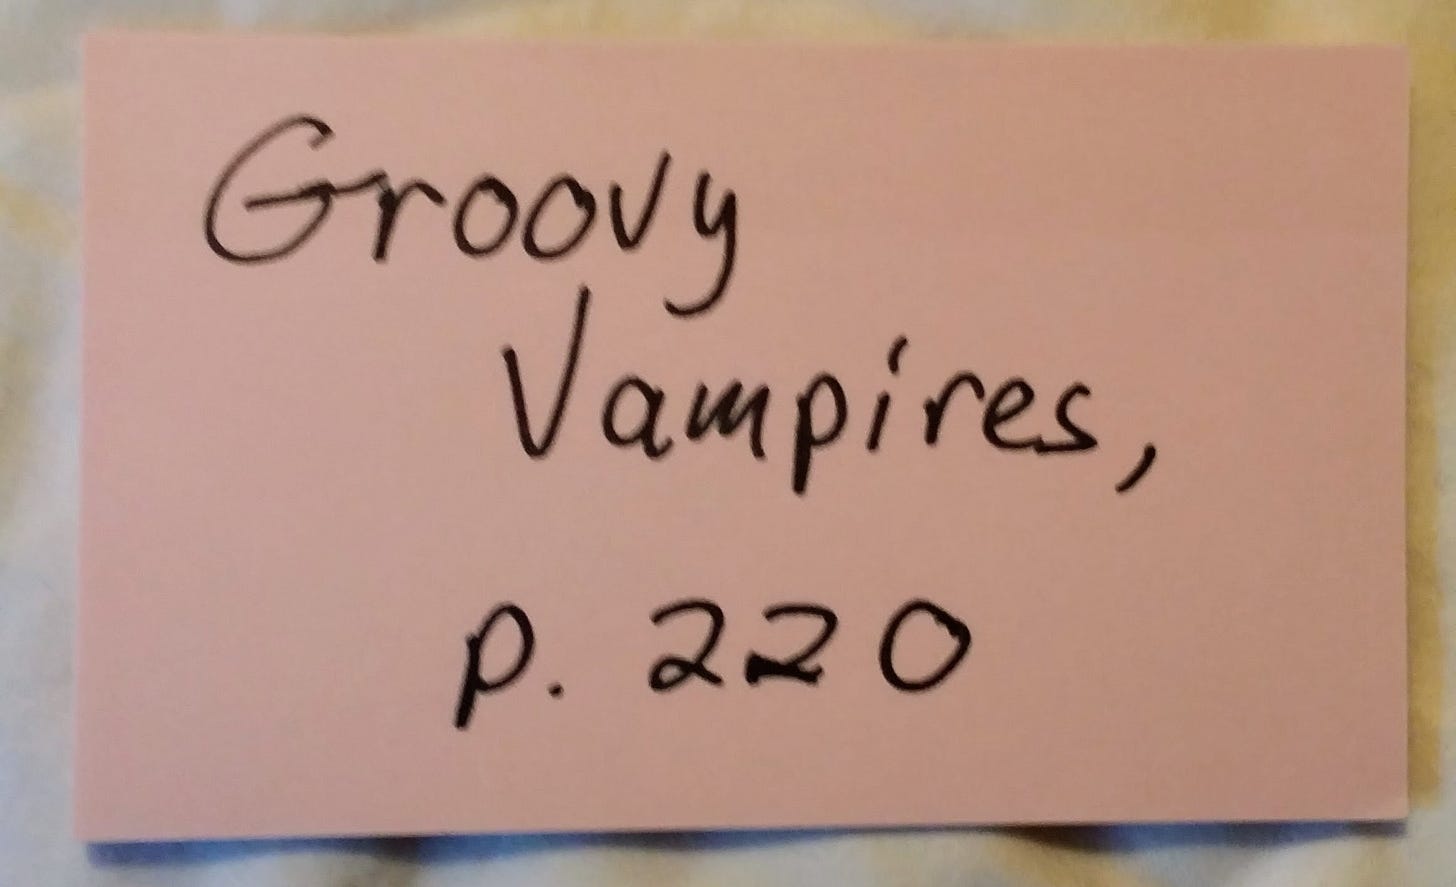 Groovy
Vampires,
p. 220